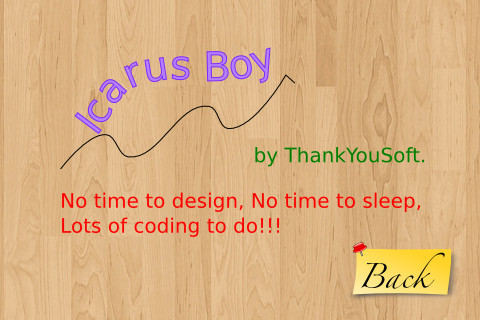 Icarus Boy
by ThankYouSoft.
No time to design, No time to sleep,
Lots of coding to do!!!
Back